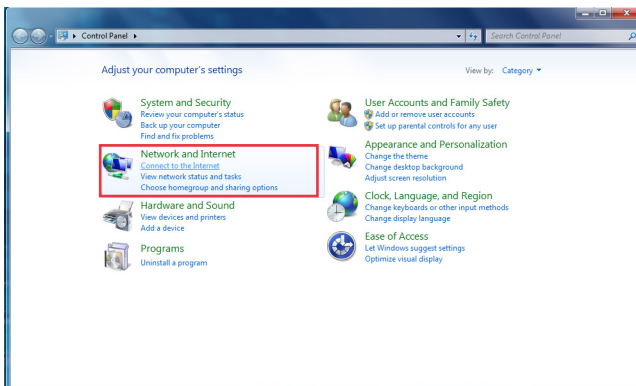 Control Panel
Search Control Panel
Adjust your computer's settings
View by: Category
System and Security
Review your computer's status
Back up your computer
Find and fix problems
Network and Internet
Connect to the Internet
View network status and tasks
Choose homegroup and sharing options
Hardware and Sound
View devices and printers
Add a device
Programs
Uninstall a program
User Accounts and Family Safety
Add or remove user accounts
Set up parental controls for any user
Appearance and Personalization
Change the theme
Change desktop background
Adjust screen resolution
Clock, Language, and Region
Change keyboards or other input methods
Change display language
Ease of Access
Let Windows suggest settings
Optimize visual display